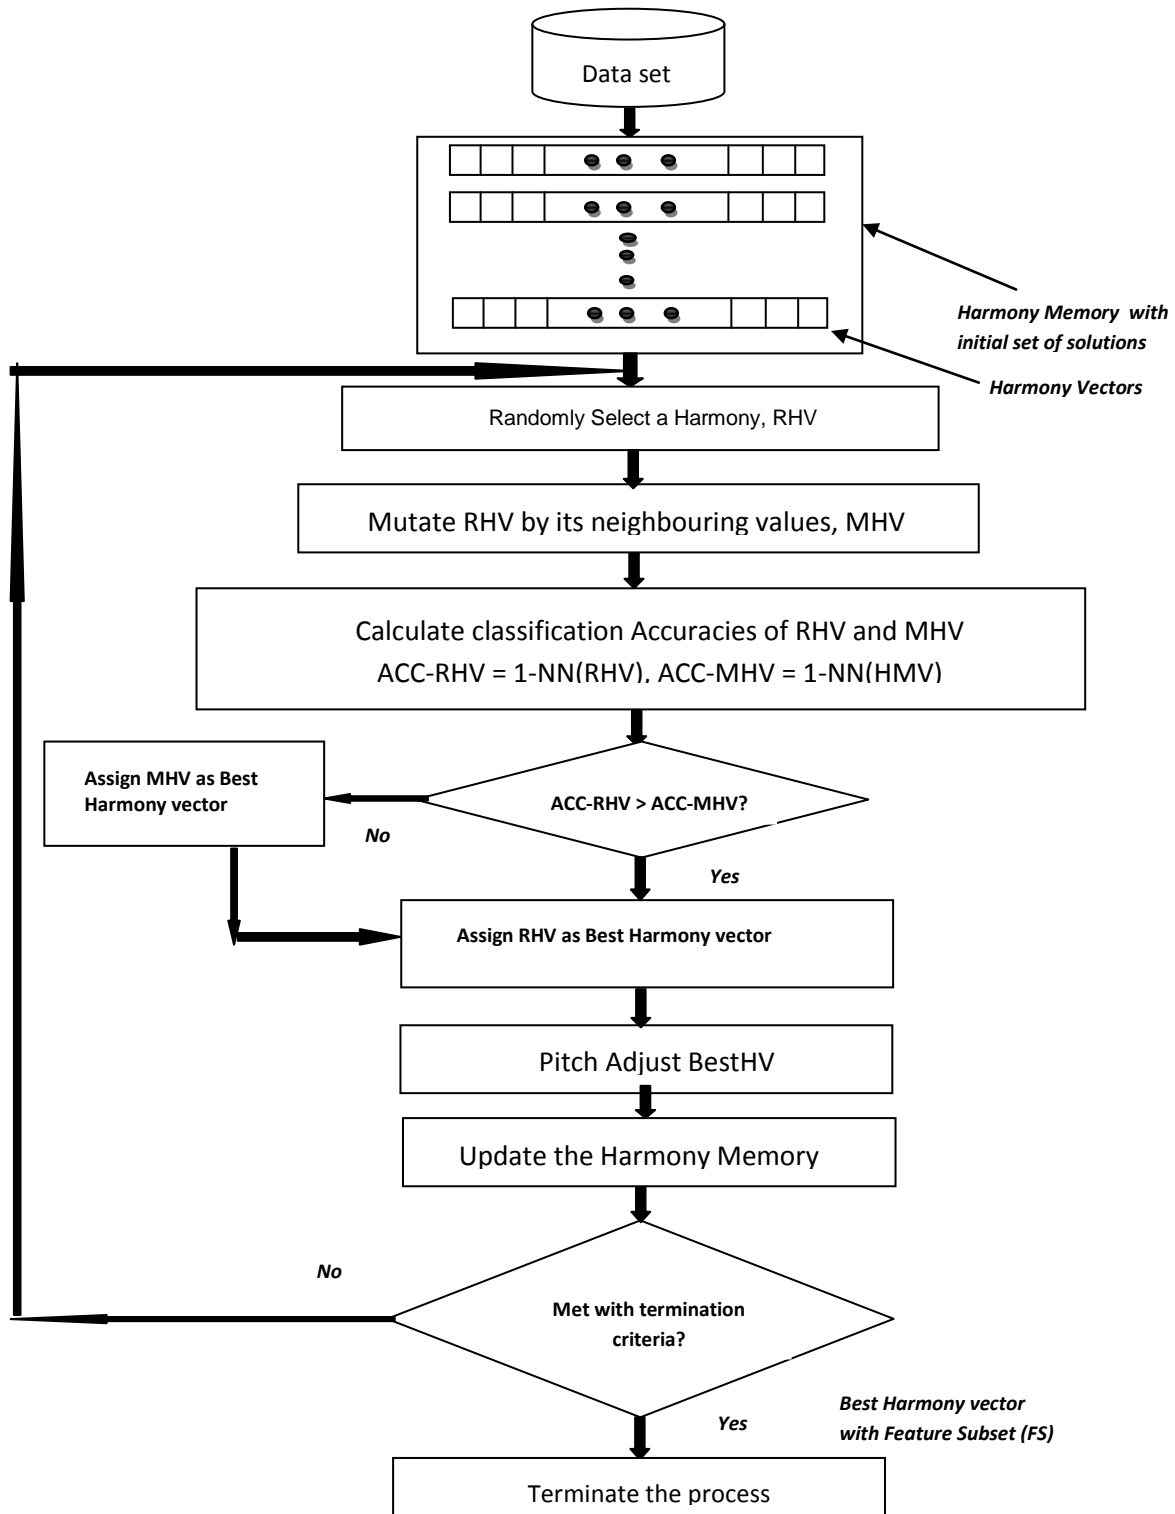 Data set
Harmony Memory with
initial set of solutions
Harmony Vectors
Randomly Select a Harmony, RHV
Mutate RHV by its neighbouring values, MHV
Calculate classification Accuracies of RHV and MHV
ACC-RHV = 1-NN(RHV), ACC-MHV = 1-NN(HMV)
Assign MHV as Best
Harmony vector
ACC-RHV > ACC-MHV?
No
Yes
Assign RHV as Best Harmony vector
Pitch Adjust BestHV
Update the Harmony Memory
No
Met with termination
criteria?
Yes
Best Harmony vector
with Feature Subset (FS)
Terminate the process